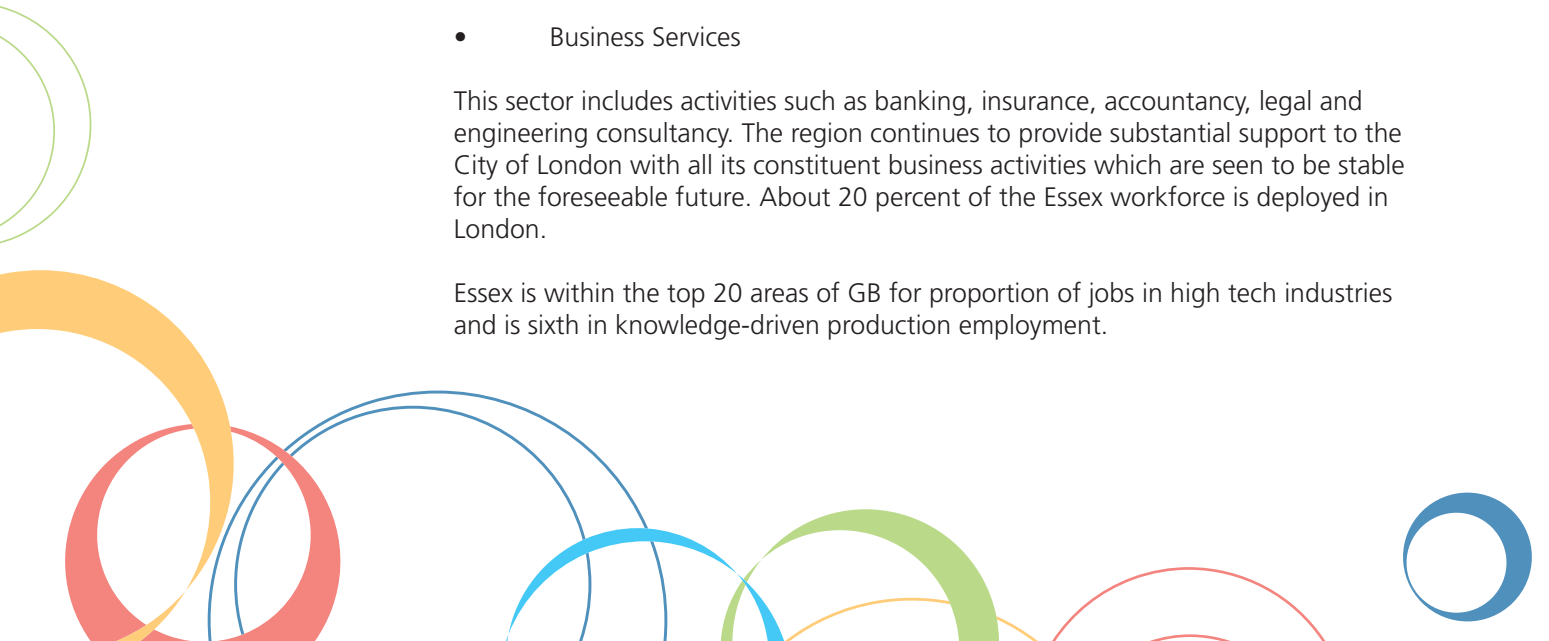 • Business Services
This sector includes activities such as banking, insurance, accountancy, legal and
engineering consultancy. The region continues to provide substantial support to the
City of London with all its constituent business activities which are seen to be stable
for the foreseeable future. About 20 percent of the Essex workforce is deployed in
London.
Essex is within the top 20 areas of GB for proportion of jobs in high tech industries
and is sixth in knowledge-driven production employment.